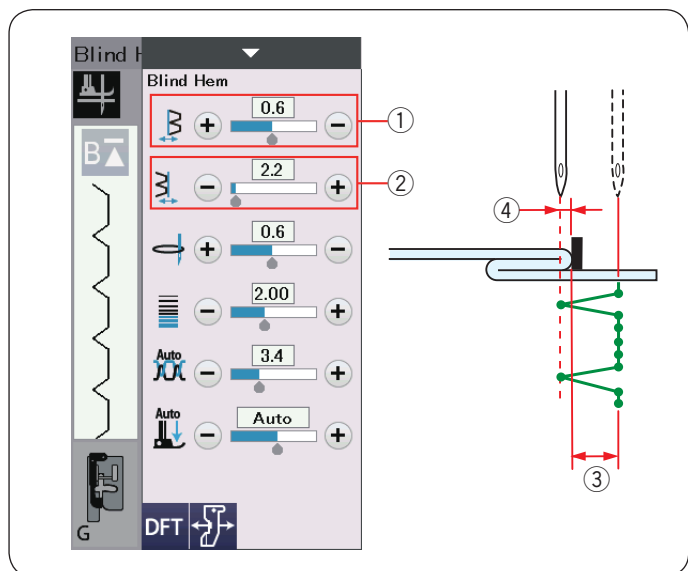 Blind H
Blind Hem
B
+ 0.6 −
①
− 2.2 +
②
+ 0.6 −
− 2.00 +
Auto
− 3.4 +
Auto
− Auto +
G
DFT
④
③